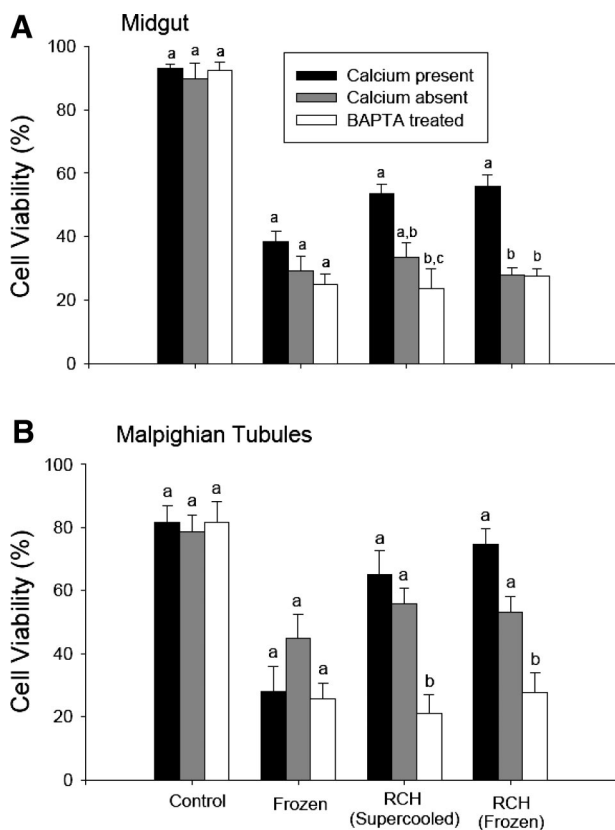 A Midgut
Calcium present
Calcium absent
BAPTA treated
Cell Viability (%)
100
80
60
40
20
0
a a a
a a a
a a,b b,c
a b b
B Malpighian Tubules
Cell Viability (%)
100
80
60
40
20
0
a a a
a a a
a a b
a a b
Control Frozen RCH (Supercooled) RCH (Frozen)